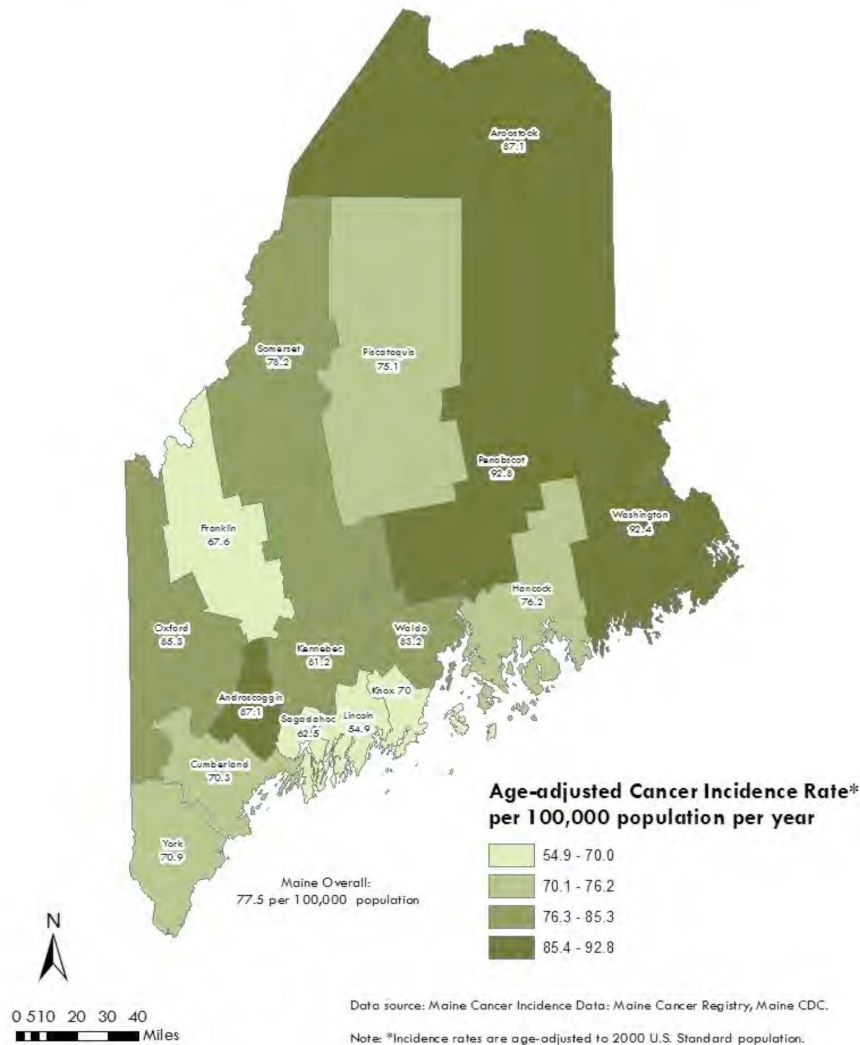 Aroostook
87.1
Somerset
78.2
Piscataquis
75.1
Penobscot
92.8
Washington
92.4
Franklin
67.6
Hancock
76.2
Oxford
85.3
Waldo
83.2
Kennebec
81.2
Androscoggin
87.1
Knox 70
Sagadahoc
62.5
Lincoln
54.9
Cumberland
70.3
York
70.9
Maine Overall:
77.5 per 100,000 population
Age-adjusted Cancer Incidence Rate*
per 100,000 population per year
54.9 - 70.0
70.1 - 76.2
76.3 - 85.3
85.4 - 92.8
N
0 5 10 20 30 40
Miles
Data source: Maine Cancer Incidence Data: Maine Cancer Registry, Maine CDC.
Note: *Incidence rates are age-adjusted to 2000 U.S. Standard population.